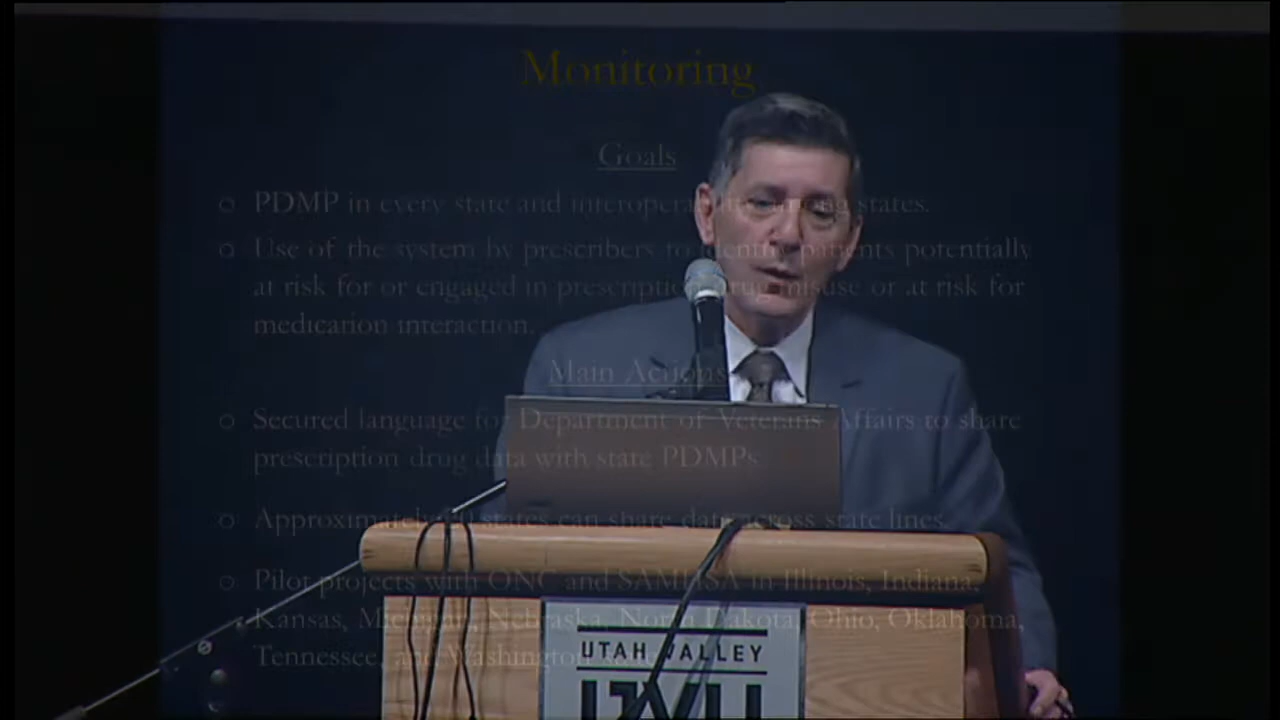 Monitoring
Goals
PDMP in every state and interopera states.
Use of the system by prescribers to identify patients potentially
at risk for or engaged in prescription drug misuse or at risk for
medicarion interaction.
Main Actions
Secured language for Department of Veterans Affairs to share
prescription drug data with state PDMPs
Approximately states can share data across state lines.
Pilot projects with ONC and SAMHSA in Illinois, Indiana,
Kansas, Michigan, Nebraska, North Dakota, Ohio, Oklahoma,
Tennessee, and Washington
UTAH VALLEY
UVU